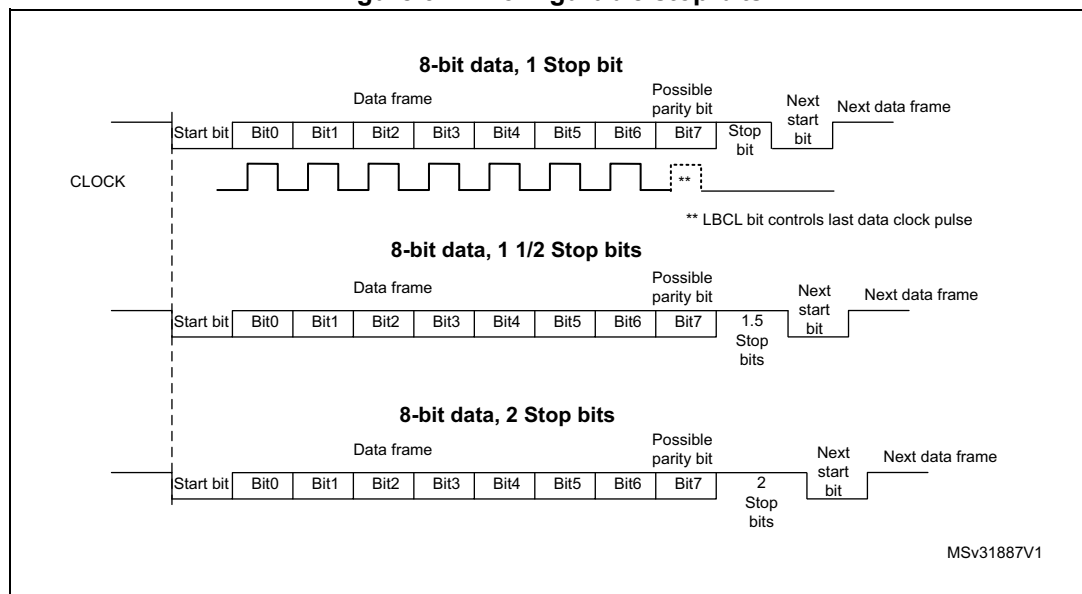 8-bit data, 1 Stop bit
Data frame
Possible
parity bit
Next
start
bit
Next data frame
Start bit Bit0 Bit1 Bit2 Bit3 Bit4 Bit5 Bit6 Bit7 Stop
bit
CLOCK
**
** LBCL bit controls last data clock pulse
8-bit data, 1 1/2 Stop bits
Data frame
Possible
parity bit
Next
start
bit
Next data frame
Start bit Bit0 Bit1 Bit2 Bit3 Bit4 Bit5 Bit6 Bit7 1.5
Stop
bits
8-bit data, 2 Stop bits
Data frame
Possible
parity bit
Next
start
bit
Next data frame
Start bit Bit0 Bit1 Bit2 Bit3 Bit4 Bit5 Bit6 Bit7 2
Stop
bits
MSv31887V1